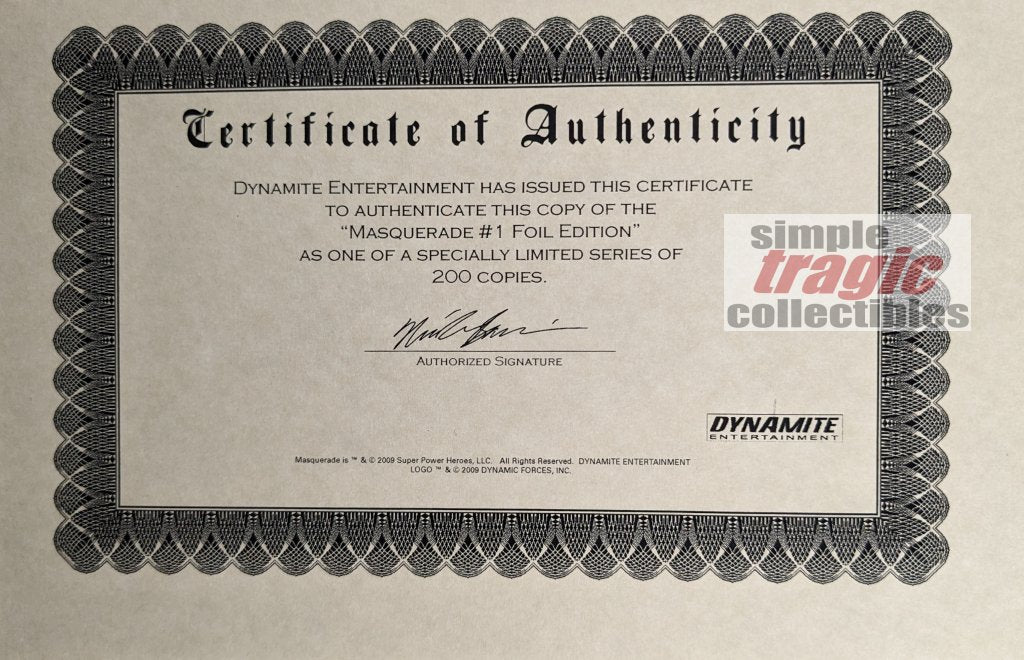 Certificate of Authenticity
Dynamite Entertainment has issued this certificate
to authenticate this copy of the
“Masquerade #1 Foil Edition”
as one of a specially limited series of
200 copies.
simple
tragic
collectibles
Authorized Signature
DYNAMITE
ENTERTAINMENT
Masquerade is ™ & © 2009 Super Power Heroes, LLC. All Rights Reserved. DYNAMITE ENTERTAINMENT
LOGO ™ & © 2009 DYNAMIC FORCES, INC.